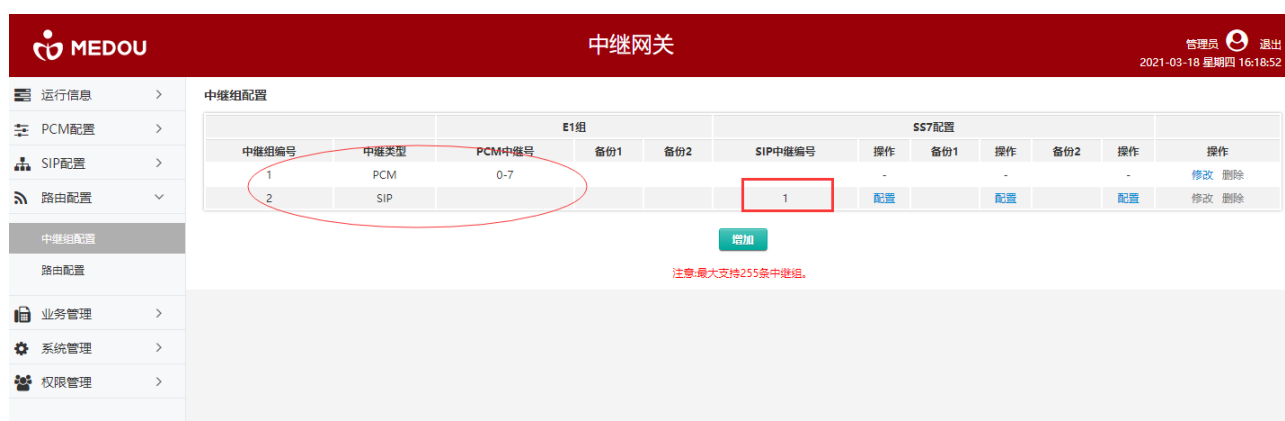 MEDOU
中继网关
管理员 退出
2021-03-18 星期四 16:18:52
运行信息
PCM配置
SIP配置
路由配置
中继组配置
路由配置
业务管理
系统管理
权限管理
中继组配置
E1组 SS7配置
中继组编号 中继类型 PCM中继号 备份1 备份2 SIP中继编号 操作 备份1 操作 备份2 操作 操作
1 PCM 0-7 - - - 修改 删除
2 SIP 1 配置 配置 配置 修改 删除
增加
注意:最大支持255条中继组。